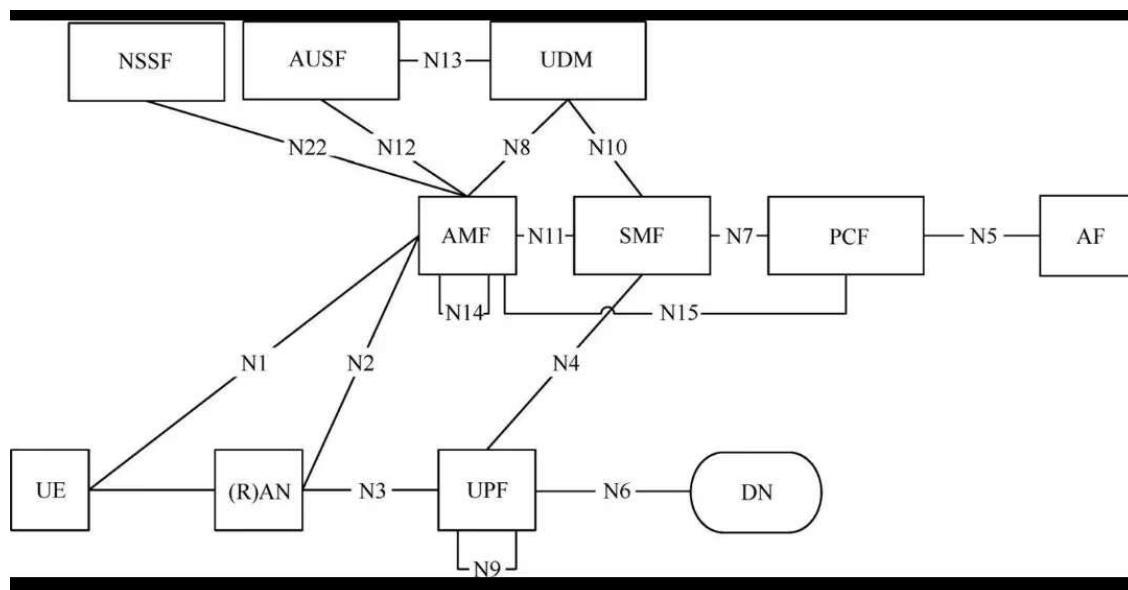 NSSF
AUSF
N13
UDM
N22
N12
N8
N10
AMF
N11
SMF
N7
PCF
N5
AF
N14
N15
N1
N2
N4
UE
(R)AN
N3
UPF
N6
DN
N9